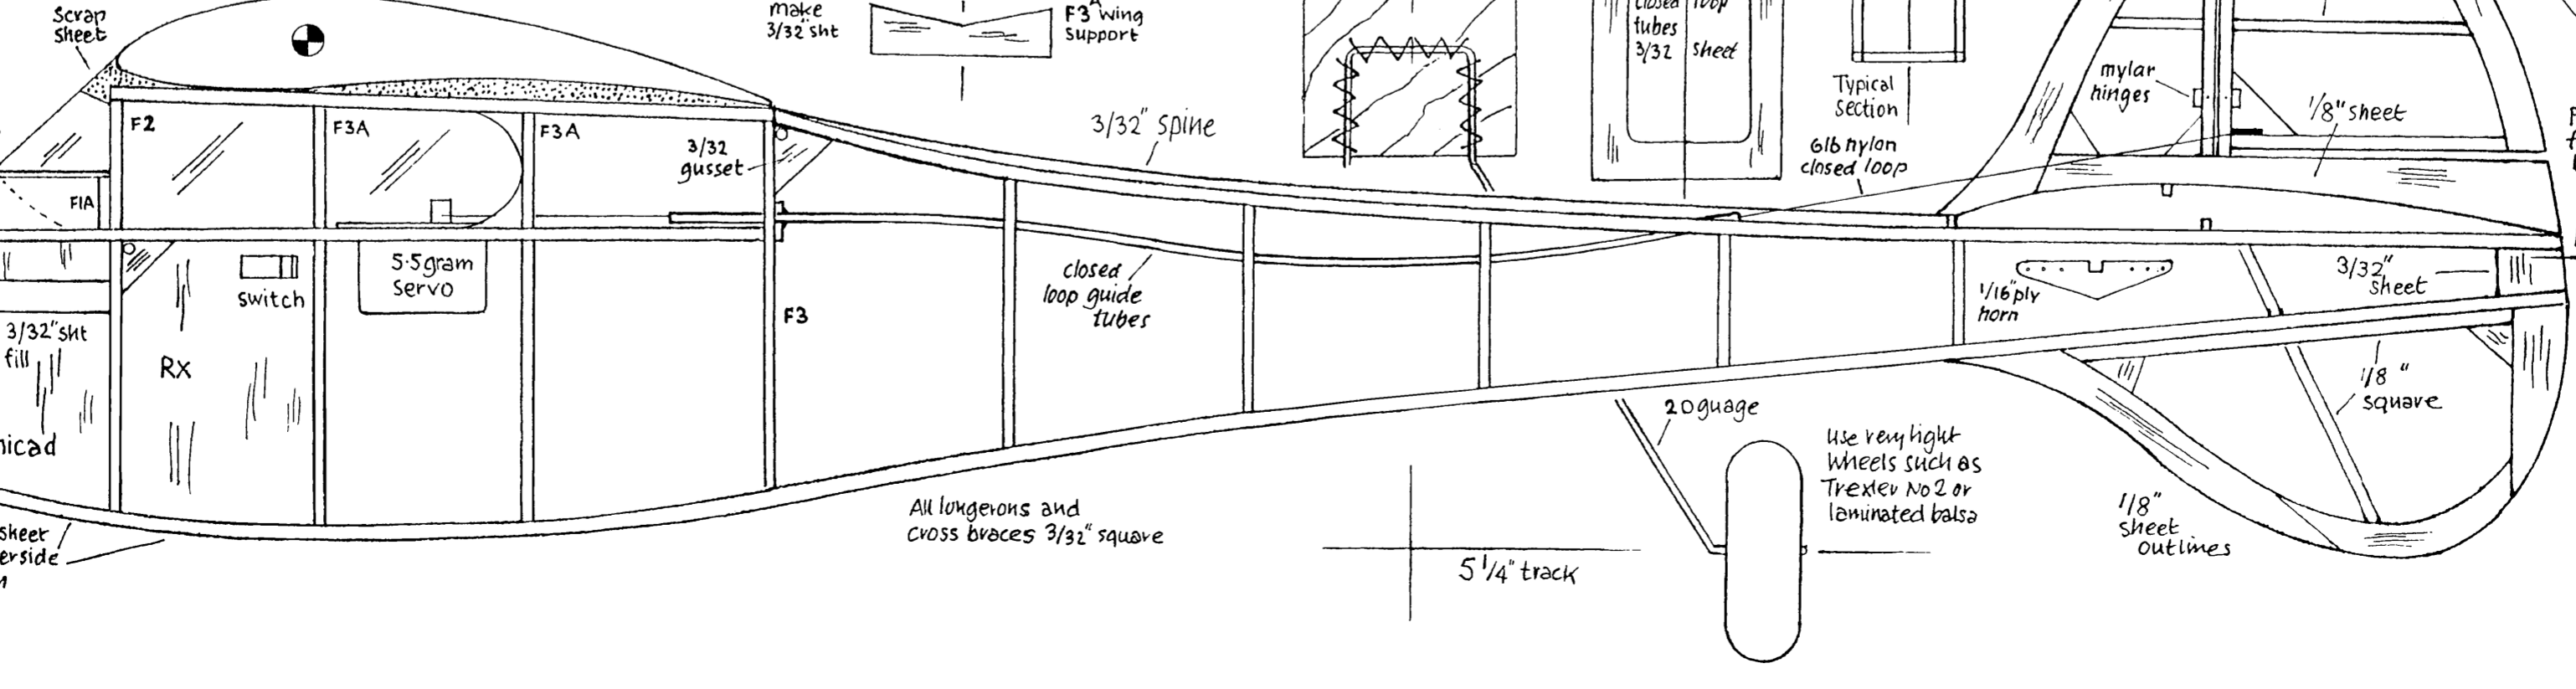 Scrap
sheet
make
3/32" sht
F3A wing
support
closed loop
tubes
3/32 sheet
Typical
section
mylar
hinges
1/8" sheet
6lb nylon
closed loop
F2
F3A
F3A
3/32
gusset
3/32" spine
F1A
5·5gram
servo
switch
closed
loop guide
tubes
F3
1/16"ply
horn
3/32"
sheet
3/32"sht
fill
Rx
1/8 "
square
nicad
20guage
use very light
wheels such as
Trexler No 2 or
laminated balsa
All longerons and
cross braces 3/32" square
1/8"
sheet
outlines
sheet
erside
5 1/4" track